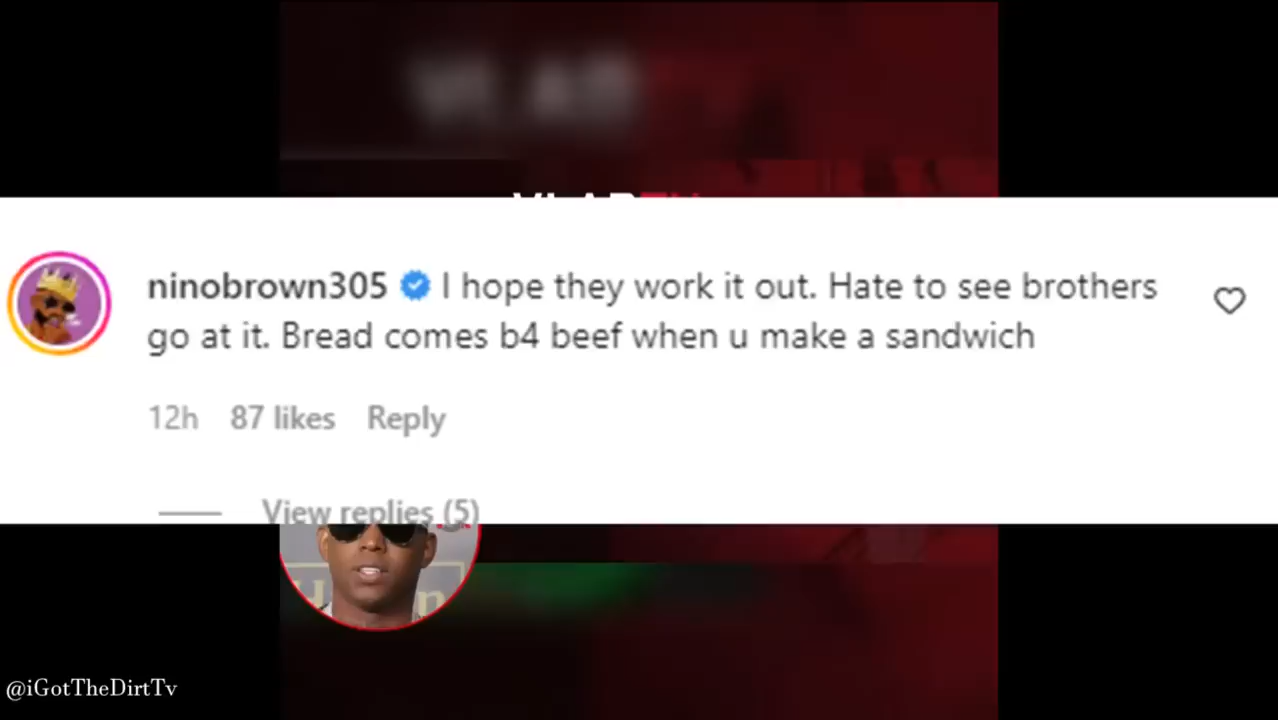 VLADTV
ninobrown305 I hope they work it out. Hate to see brothers
go at it. Bread comes b4 beef when u make a sandwich
12h 87 likes Reply
View replies (5)
@iGotTheDirtTv